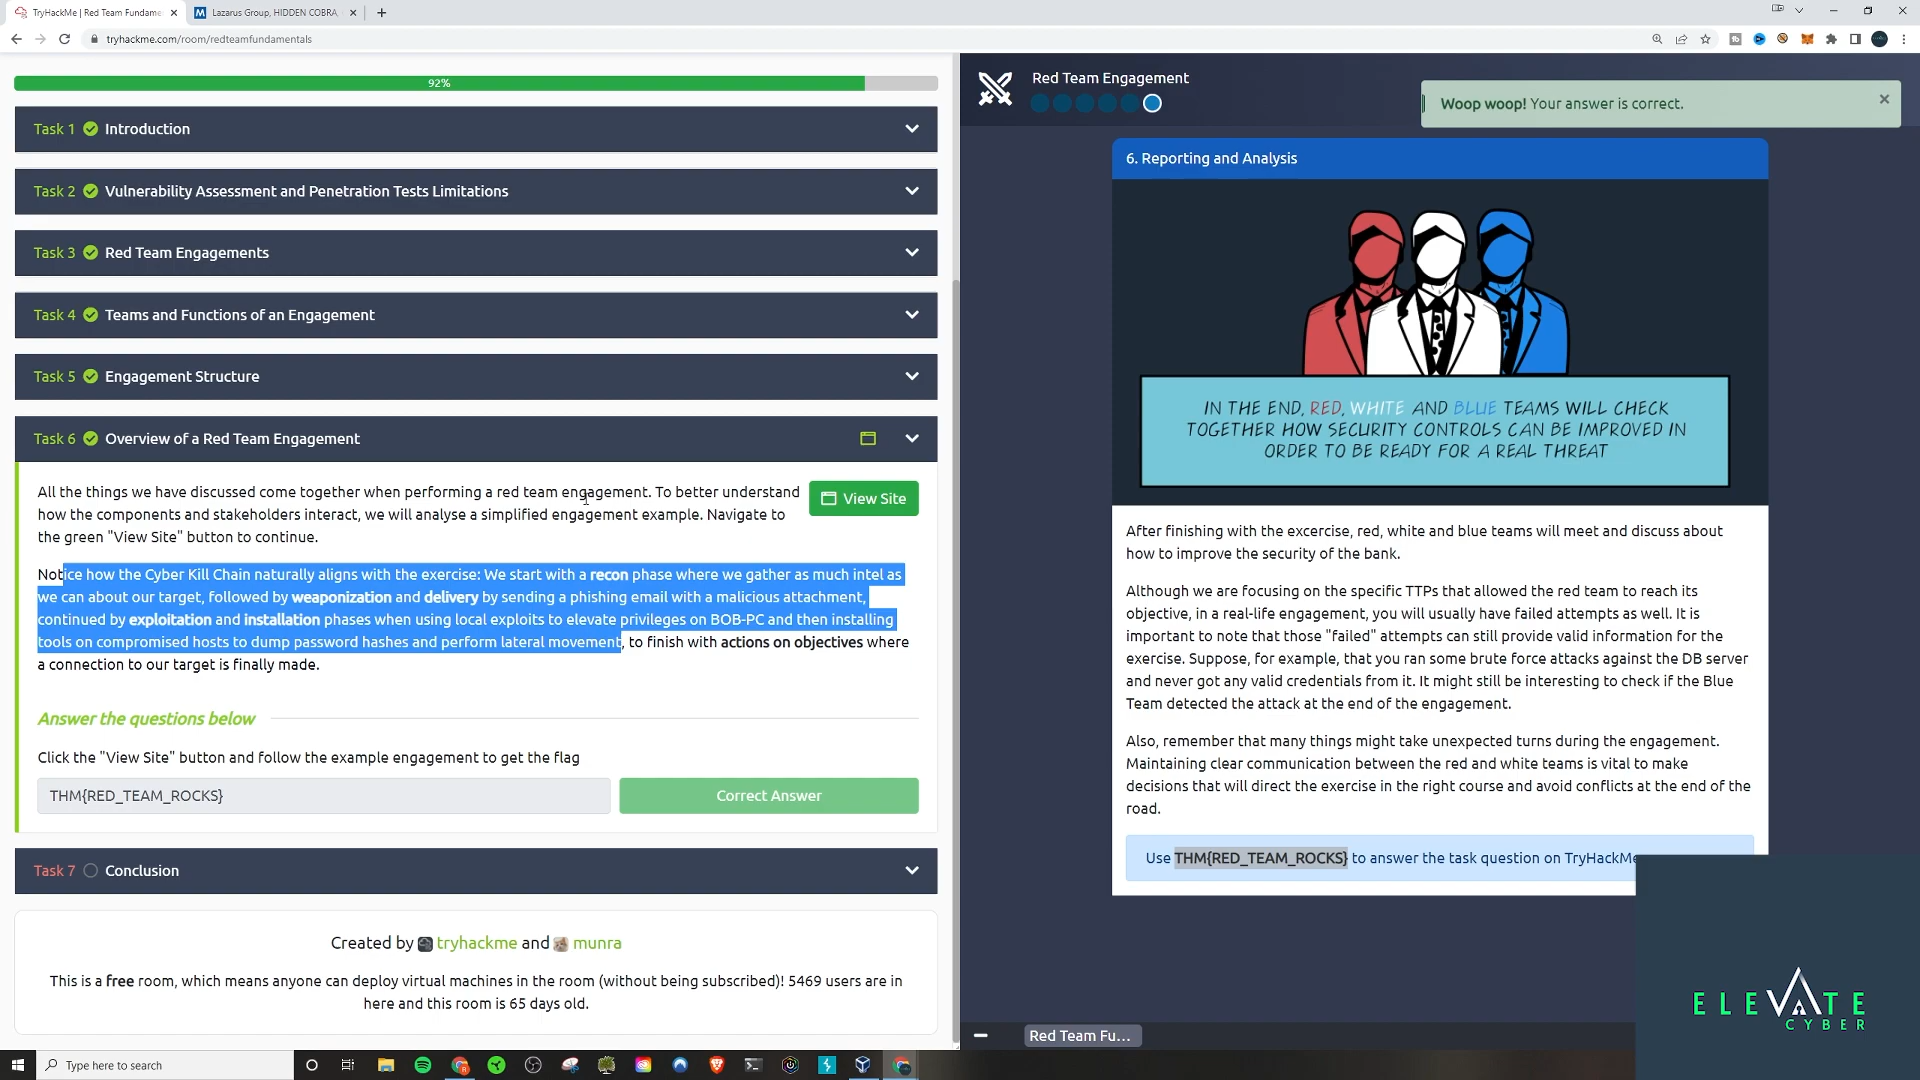 TryHackMe | Red Team Fundame
Lazarus Group, HIDDEN COBRA,
tryhackme.com/room/redteamfundamentals
92%
Task 1 Introduction
Task 2 Vulnerability Assessment and Penetration Tests Limitations
Task 3 Red Team Engagements
Task 4 Teams and Functions of an Engagement
Task 5 Engagement Structure
Task 6 Overview of a Red Team Engagement
All the things we have discussed come together when performing a red team engagement. To better understand
how the components and stakeholders interact, we will analyse a simplified engagement example. Navigate to
the green "View Site" button to continue.
View Site
Notice how the Cyber Kill Chain naturally aligns with the exercise: We start with a recon phase where we gather as much intel as
we can about our target, followed by weaponization and delivery by sending a phishing email with a malicious attachment,
continued by exploitation and installation phases when using local exploits to elevate privileges on BOB-PC and then installing
tools on compromised hosts to dump password hashes and perform lateral movement, to finish with actions on objectives where
a connection to our target is finally made.
Answer the questions below
Click the "View Site" button and follow the example engagement to get the flag
THM{RED_TEAM_ROCKS}
Correct Answer
Task 7 Conclusion
Created by tryhackme and munra
This is a free room, which means anyone can deploy virtual machines in the room (without being subscribed)! 5469 users are in
here and this room is 65 days old.
Red Team Engagement
Woop woop! Your answer is correct.
6. Reporting and Analysis
IN THE END, RED, WHITE AND BLUE TEAMS WILL CHECK
TOGETHER HOW SECURITY CONTROLS CAN BE IMPROVED IN
ORDER TO BE READY FOR A REAL THREAT
After finishing with the excercise, red, white and blue teams will meet and discuss about
how to improve the security of the bank.
Although we are focusing on the specific TTPs that allowed the red team to reach its
objective, in a real-life engagement, you will usually have failed attempts as well. It is
important to note that those "failed" attempts can still provide valid information for the
exercise. Suppose, for example, that you ran some brute force attacks against the DB server
and never got any valid credentials from it. It might still be interesting to check if the Blue
Team detected the attack at the end of the engagement.
Also, remember that many things might take unexpected turns during the engagement.
Maintaining clear communication between the red and white teams is vital to make
decisions that will direct the exercise in the right course and avoid conflicts at the end of the
road.
Use THM{RED_TEAM_ROCKS} to answer the task question on TryHackMe
ELEVATE
CYBER
Red Team Fu...
Type here to search